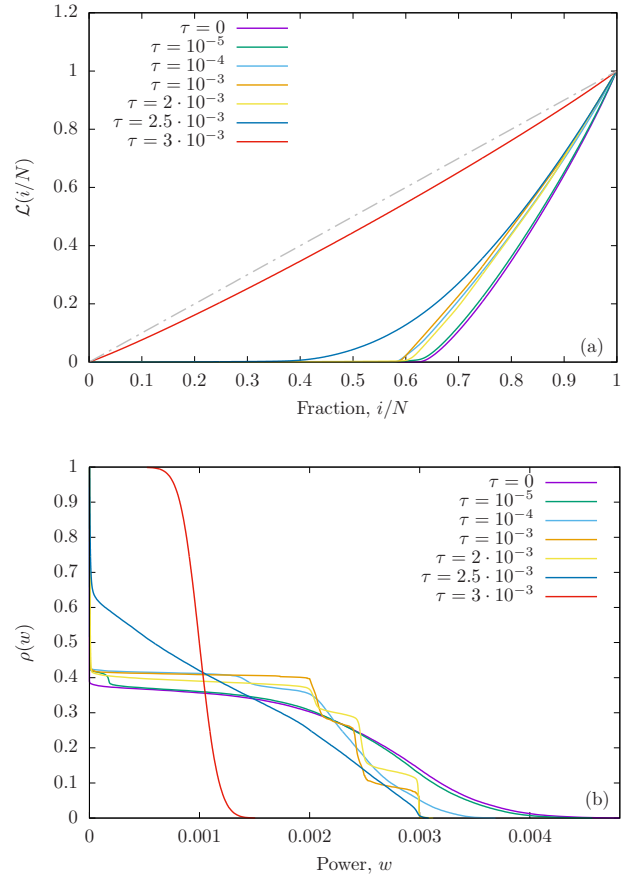 1.2
1
0.8
0.6
0.4
0.2
0
ℒ(i/N)
τ = 0
τ = 10⁻⁵
τ = 10⁻⁴
τ = 10⁻³
τ = 2 · 10⁻³
τ = 2.5 · 10⁻³
τ = 3 · 10⁻³
(a)
0 0.1 0.2 0.3 0.4 0.5 0.6 0.7 0.8 0.9 1
Fraction, i/N
1
0.9
0.8
0.7
0.6
0.5
0.4
0.3
0.2
0.1
0
ρ(w)
τ = 0
τ = 10⁻⁵
τ = 10⁻⁴
τ = 10⁻³
τ = 2 · 10⁻³
τ = 2.5 · 10⁻³
τ = 3 · 10⁻³
(b)
0 0.001 0.002 0.003 0.004
Power, w